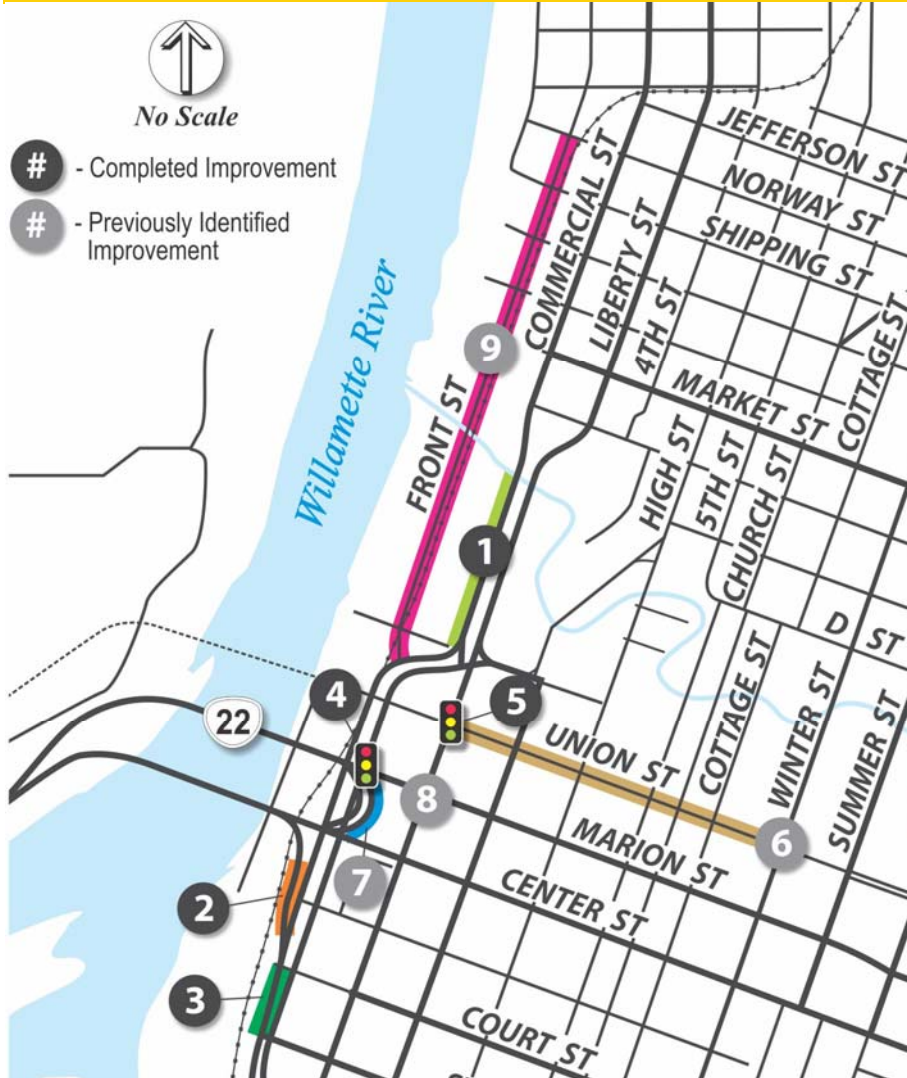 No Scale
# - Completed Improvement
# - Previously Identified
Improvement
Willamette River
JEFFERSON ST
NORWAY ST
SHIPPING ST
COMMERCIAL ST
LIBERTY ST
4TH ST
COTTAGE ST
MARKET ST
9
FRONT ST
HIGH ST
5TH ST
CHURCH ST
1
D ST
4
5
22
UNION ST
COTTAGE ST
WINTER ST
SUMMER ST
8
6
MARION ST
7
CENTER ST
2
3
COURT ST